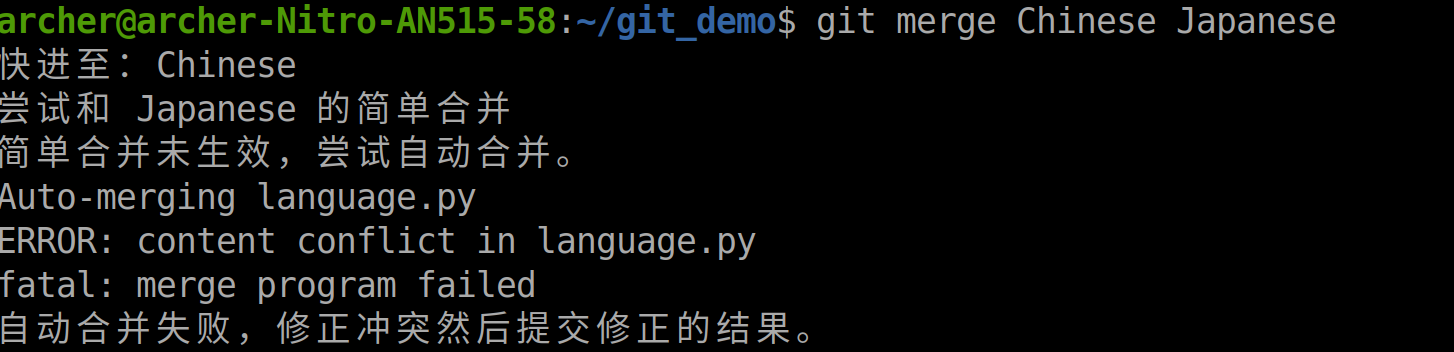 archer@archer-Nitro-AN515-58:~/git_demo$ git merge Chinese Japanese
快进至：Chinese
尝试和 Japanese 的简单合并
简单合并未生效，尝试自动合并。
Auto-merging language.py
ERROR: content conflict in language.py
fatal: merge program failed
自动合并失败，修正冲突然后提交修正的结果。